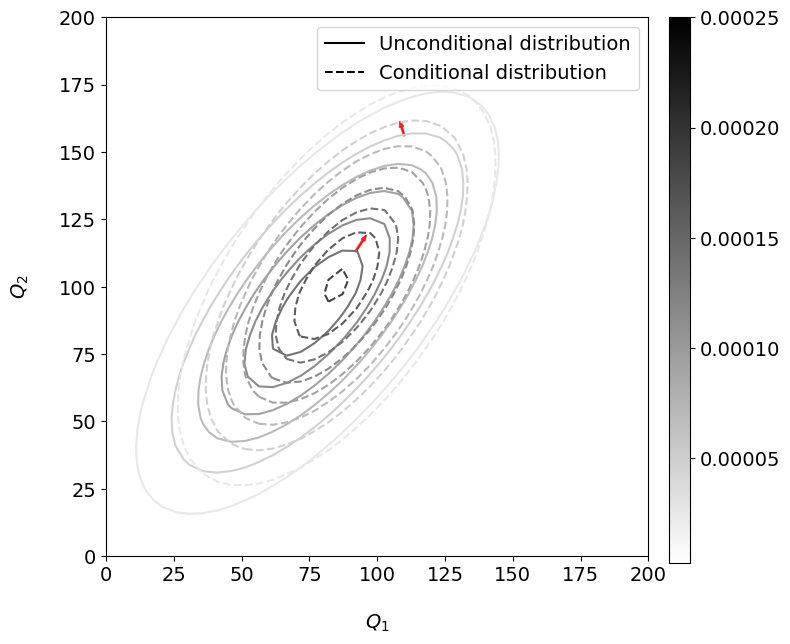 Unconditional distribution
Conditional distribution
200
175
150
125
100
75
50
25
0
Q₂
0 25 50 75 100 125 150 175 200
Q₁
0.00025
0.00020
0.00015
0.00010
0.00005